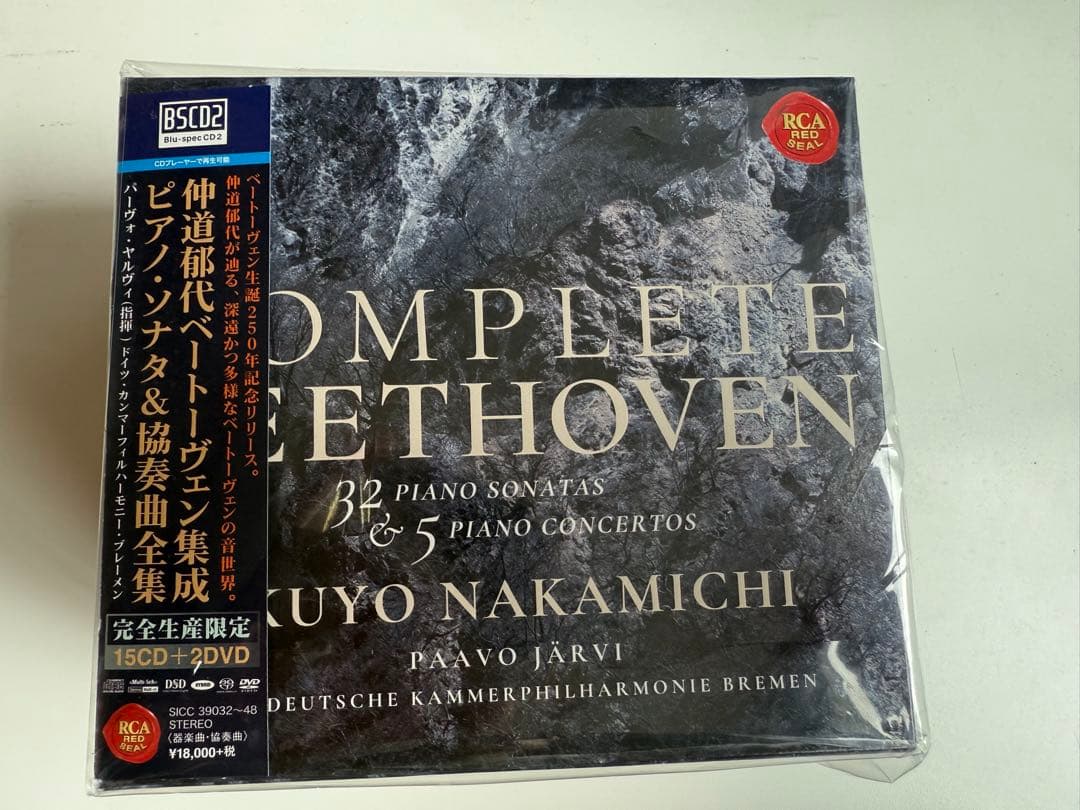 BSCD2
Blu-spec CD2
CDプレーヤーで再生可能
ベートーヴェン生誕250年記念リリース。
仲道郁代が辿る、深遠かつ多様なベートーヴェンの音世界。
仲道郁代ベートーヴェン集成
ピアノ・ソナタ&協奏曲全集
パーヴォ・ヤルヴィ(指揮) ドイツ・カンマーフィルハーモニー・ブレーメン
完全生産限定
15CD+2DVD
DSD
HYBRID
DVD
SICC 39032〜48
STEREO
〈器楽曲・協奏曲〉
¥18,000+税
RCA
RED
SEAL
RCA
RED
SEAL
OMPLETE
EETHOVEN
32 PIANO SONATAS
& 5 PIANO CONCERTOS
KUYO NAKAMICHI
PAAVO JÄRVI
DEUTSCHE KAMMERPHILHARMONIE BREMEN